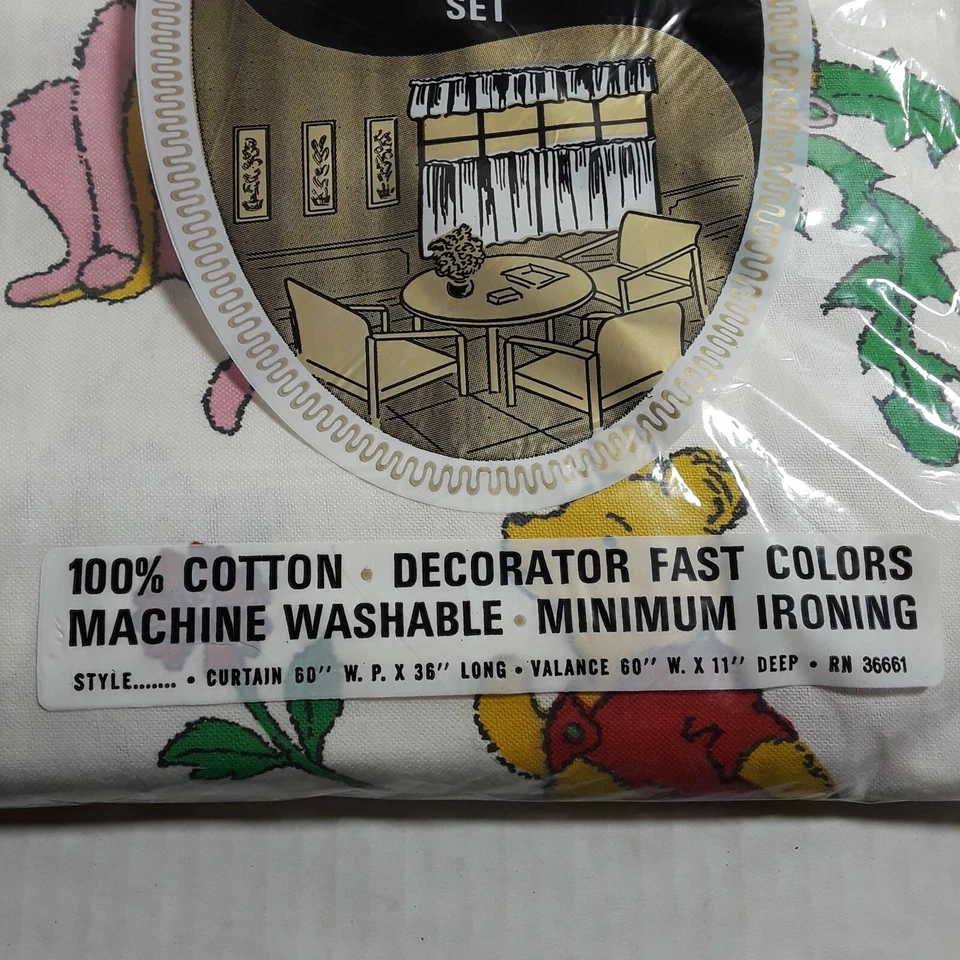 SET
100% COTTON • DECORATOR FAST COLORS
MACHINE WASHABLE • MINIMUM IRONING
STYLE....... • CURTAIN 60" W. P. X 36" LONG • VALANCE 60" W. X 11" DEEP • RN 36661